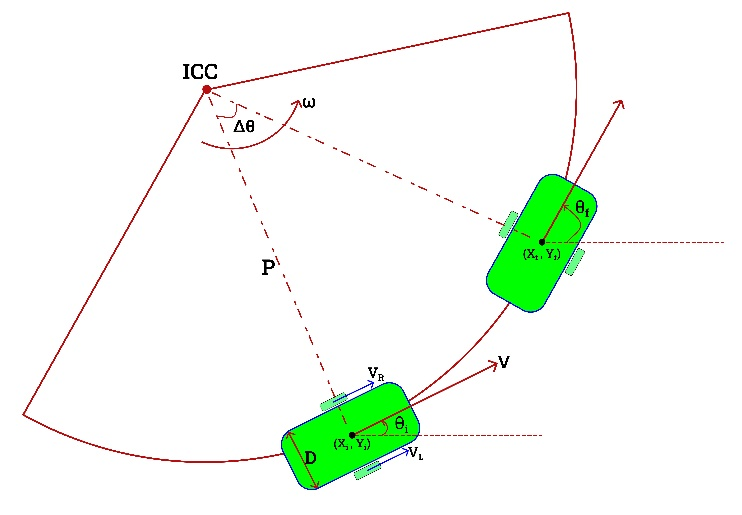 ICC
ω
Δθ
θf
(Xf, Yf)
P
V
VR
θi
(Xi, Yi)
D
VL